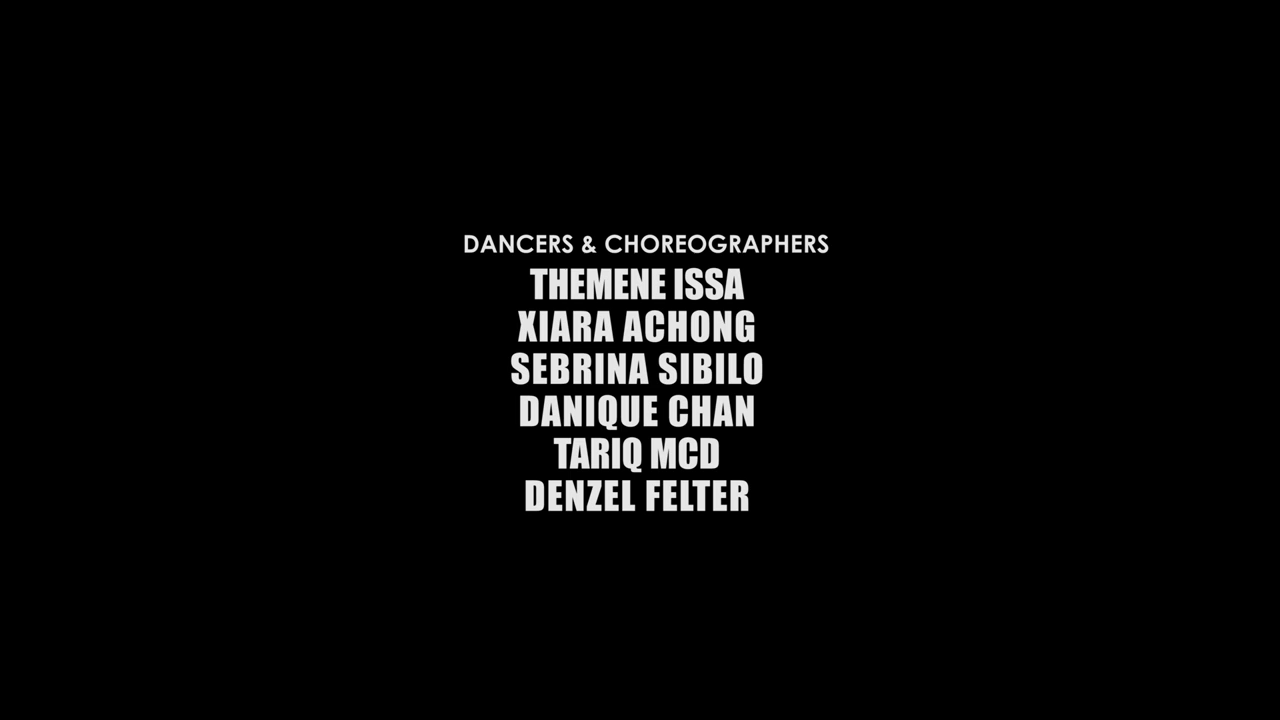 DANCERS & CHOREOGRAPHERS
THEMENE ISSA
XIARA ACHONG
SEBRINA SIBILO
DANIQUE CHAN
TARIQ MCD
DENZEL FELTER